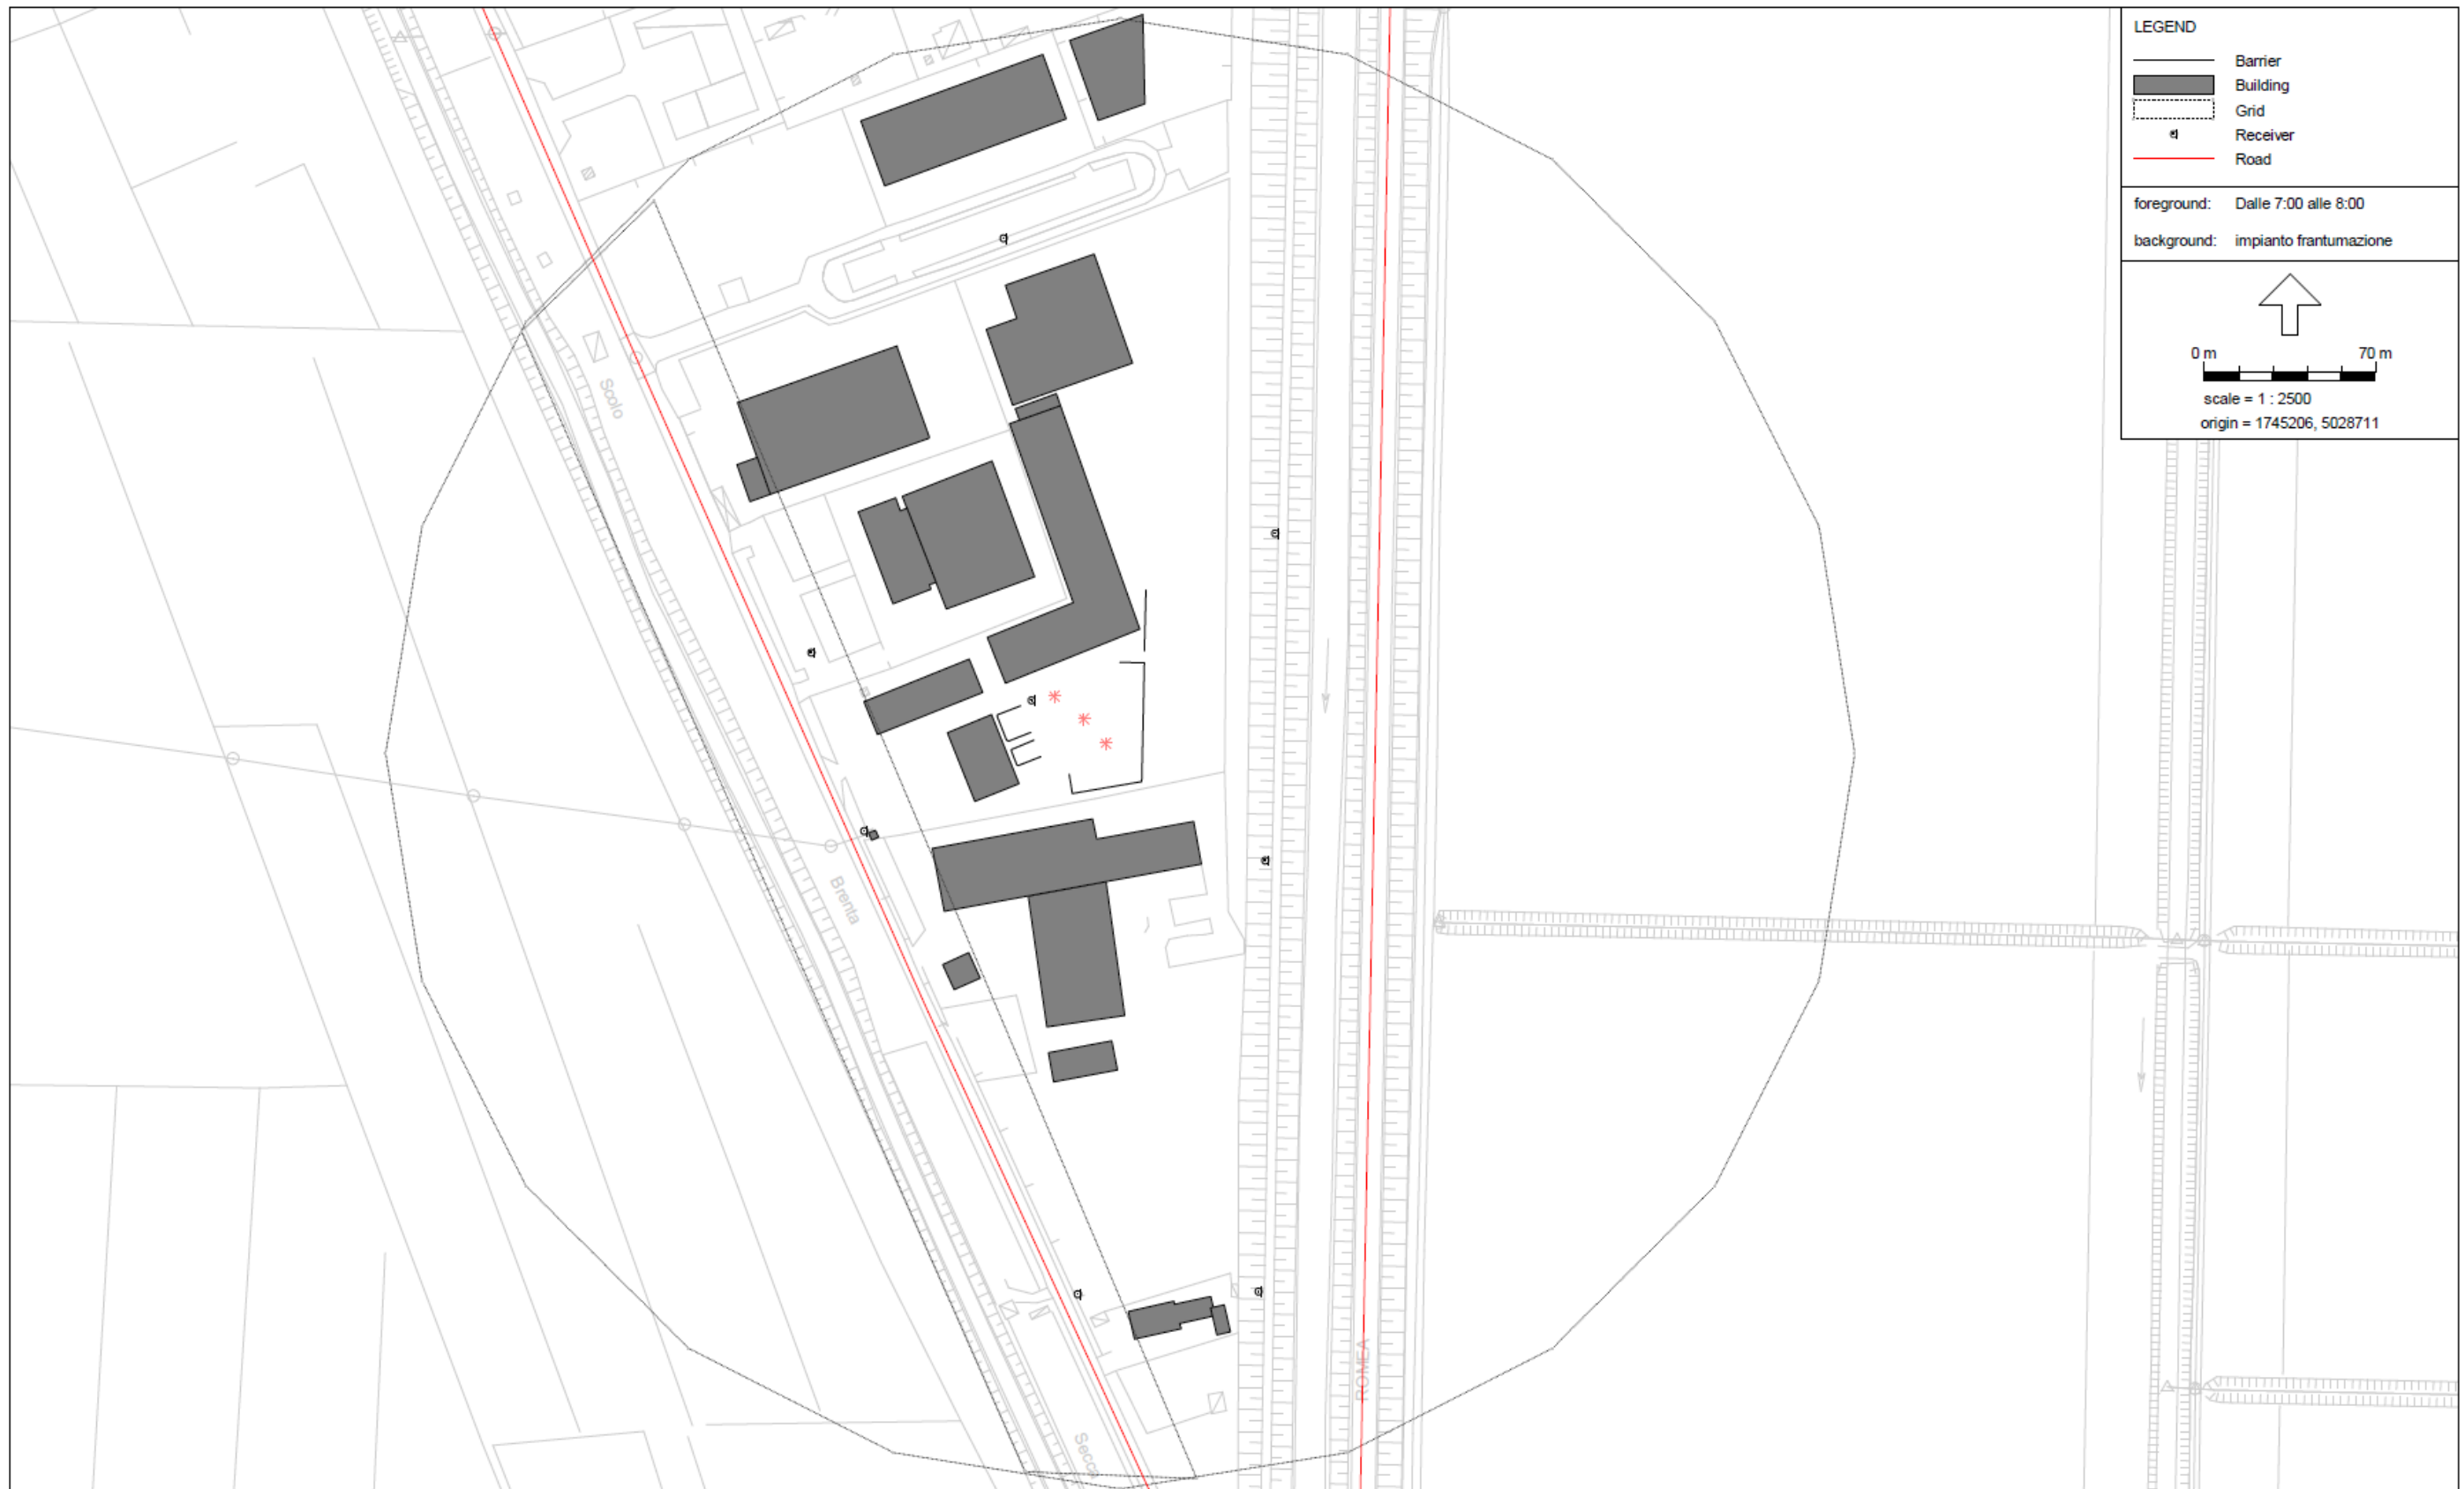 LEGEND
Barrier
Building
Grid
Receiver
Road
foreground: Dalle 7:00 alle 8:00
background: impianto frantumazione
0 m 70 m
scale = 1 : 2500
origin = 1745206, 5028711
Scolo
Brenta
ROMEA
Secca